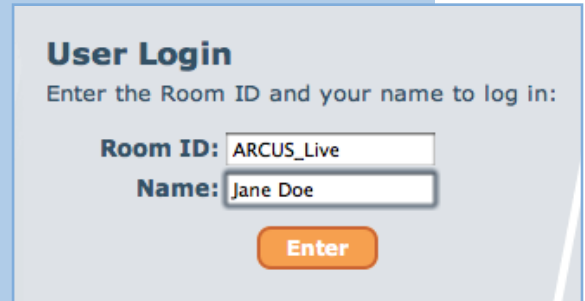 User Login
Enter the Room ID and your name to log in:
Room ID: ARCUS_Live
Name: Jane Doe
Enter